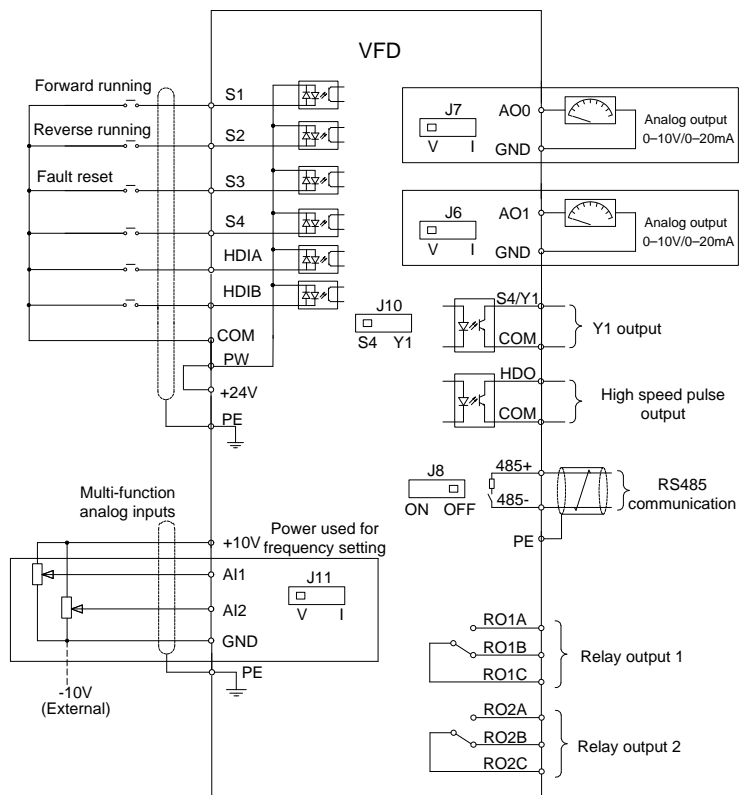 VFD
Forward running
S1
Reverse running
S2
Fault reset
S3
S4
HDIA
HDIB
COM
PW
+24V
PE
J7
V I
AO0
GND
Analog output
0–10V/0–20mA
J6
V I
AO1
GND
Analog output
0–10V/0–20mA
J10
S4 Y1
S4/Y1
COM
Y1 output
HDO
COM
High speed pulse
output
J8
ON OFF
485+
485-
PE
RS485
communication
Multi-function
analog inputs
+10V
Power used for
frequency setting
AI1
AI2
GND
J11
V I
PE
-10V
(External)
RO1A
RO1B
RO1C
Relay output 1
RO2A
RO2B
RO2C
Relay output 2